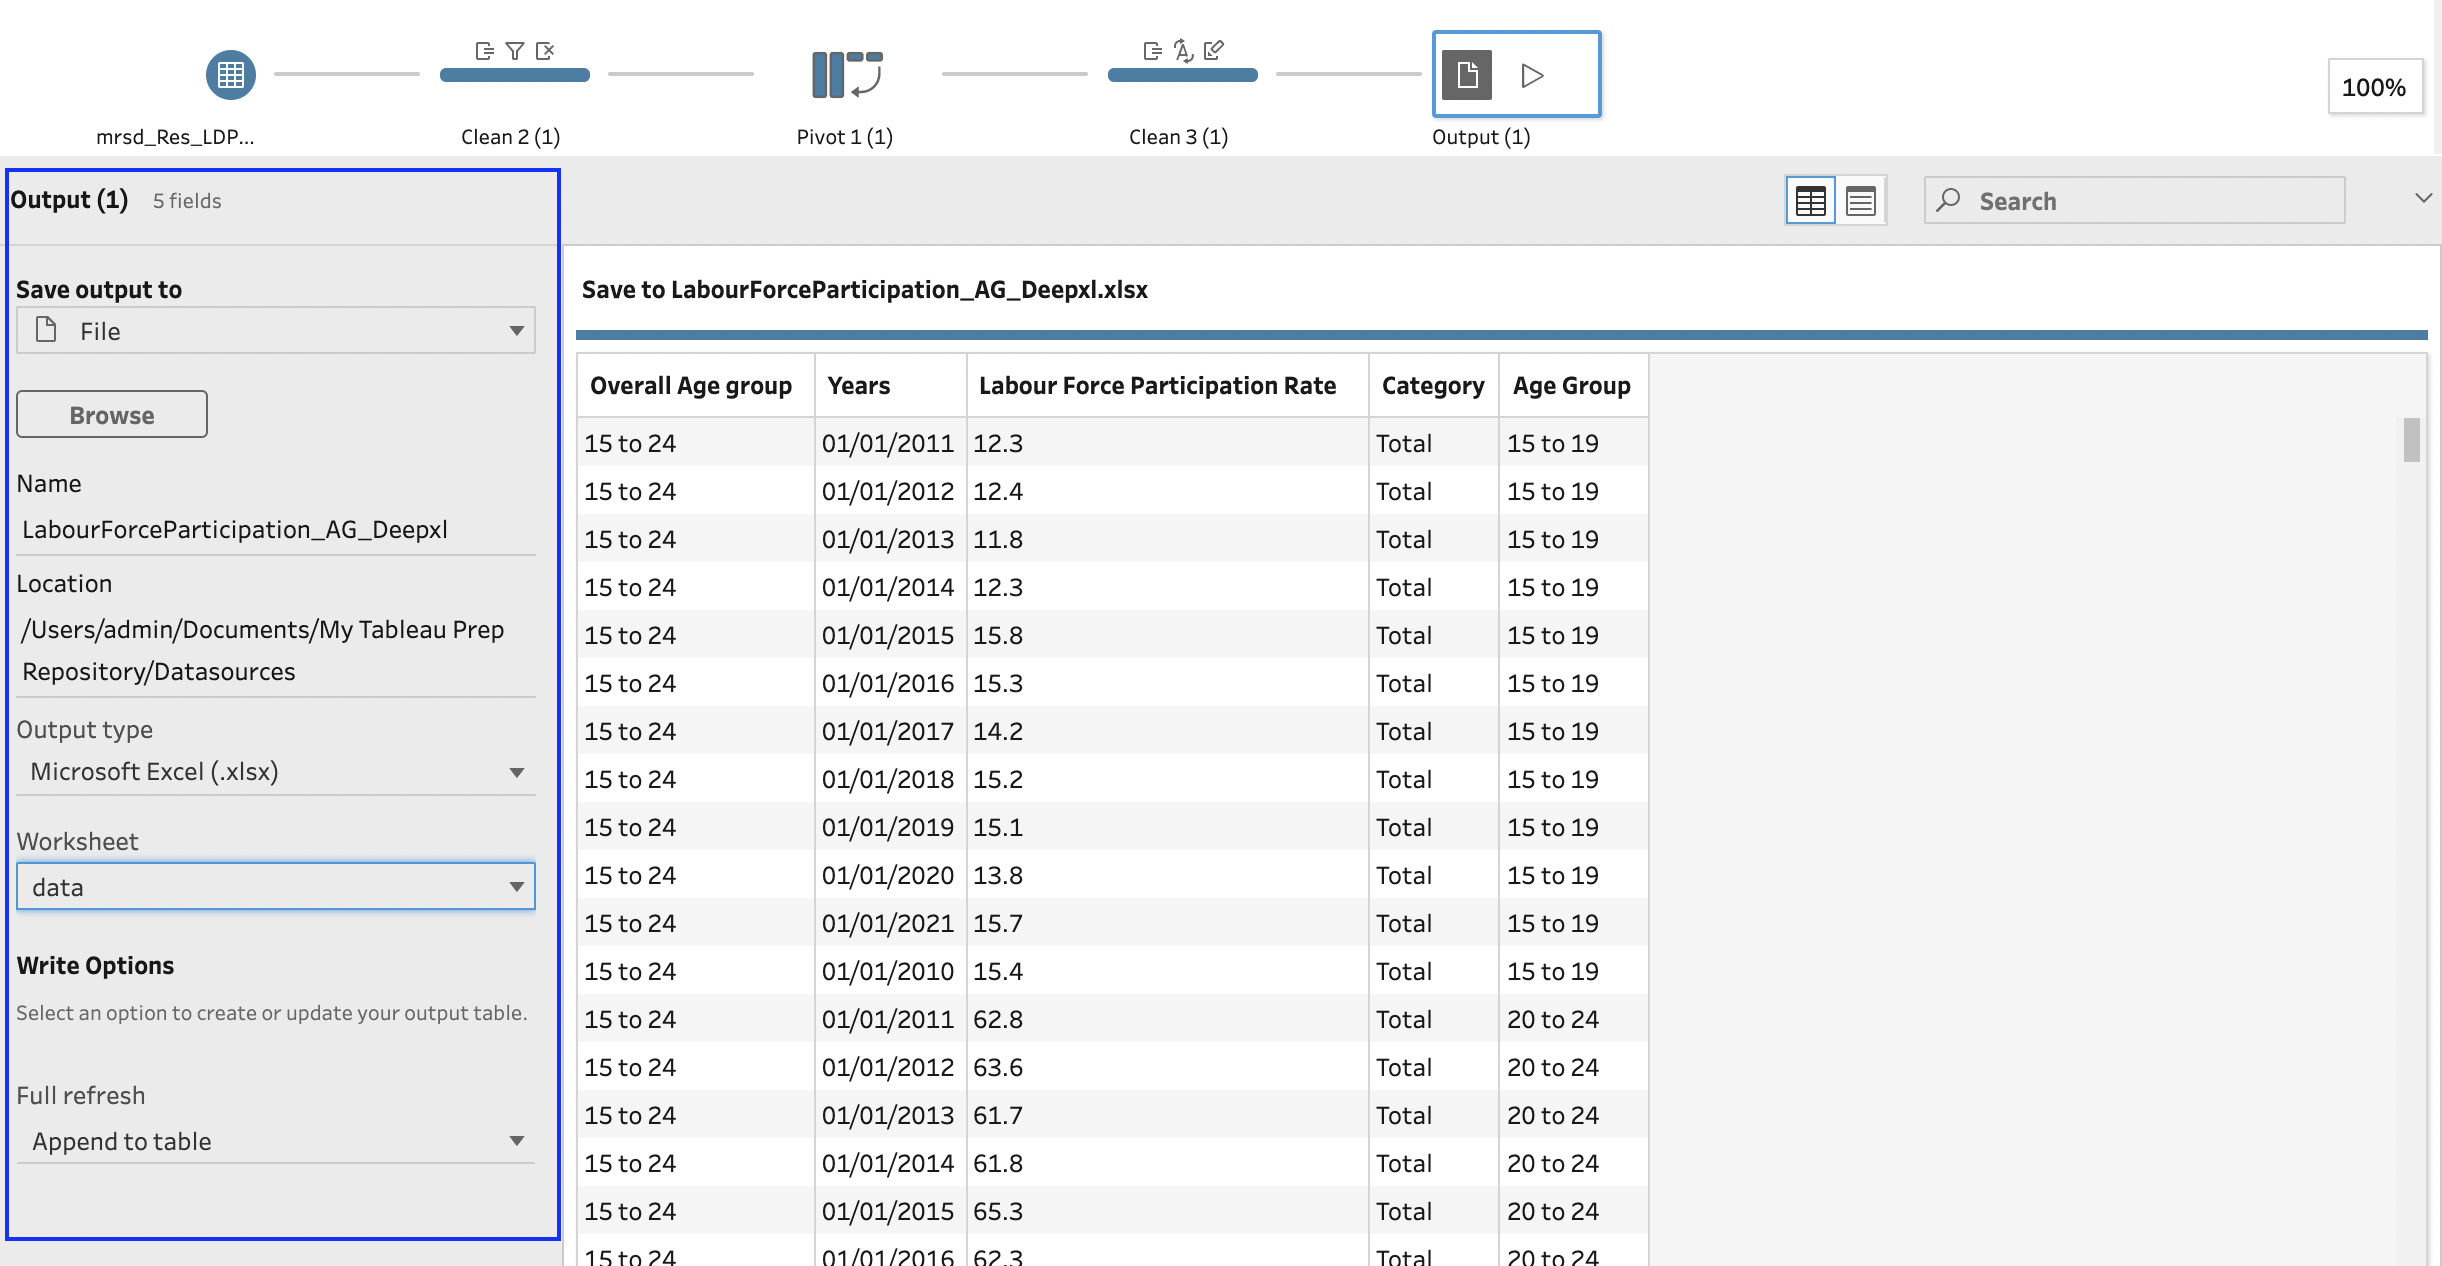 100%
mrsd_Res_LDP...
Clean 2 (1)
Pivot 1 (1)
Clean 3 (1)
Output (1)
Output (1) 5 fields
Search
Save output to
File
Browse
Name
LabourForceParticipation_AG_Deepxl
Location
/Users/admin/Documents/My Tableau Prep
Repository/Datasources
Output type
Microsoft Excel (.xlsx)
Worksheet
data
Write Options
Select an option to create or update your output table.
Full refresh
Append to table
Save to LabourForceParticipation_AG_Deepxl.xlsx
Overall Age group Years Labour Force Participation Rate Category Age Group
15 to 24 01/01/2011 12.3 Total 15 to 19
15 to 24 01/01/2012 12.4 Total 15 to 19
15 to 24 01/01/2013 11.8 Total 15 to 19
15 to 24 01/01/2014 12.3 Total 15 to 19
15 to 24 01/01/2015 15.8 Total 15 to 19
15 to 24 01/01/2016 15.3 Total 15 to 19
15 to 24 01/01/2017 14.2 Total 15 to 19
15 to 24 01/01/2018 15.2 Total 15 to 19
15 to 24 01/01/2019 15.1 Total 15 to 19
15 to 24 01/01/2020 13.8 Total 15 to 19
15 to 24 01/01/2021 15.7 Total 15 to 19
15 to 24 01/01/2010 15.4 Total 15 to 19
15 to 24 01/01/2011 62.8 Total 20 to 24
15 to 24 01/01/2012 63.6 Total 20 to 24
15 to 24 01/01/2013 61.7 Total 20 to 24
15 to 24 01/01/2014 61.8 Total 20 to 24
15 to 24 01/01/2015 65.3 Total 20 to 24
15 to 24 01/01/2016 62.3 Total 20 to 24